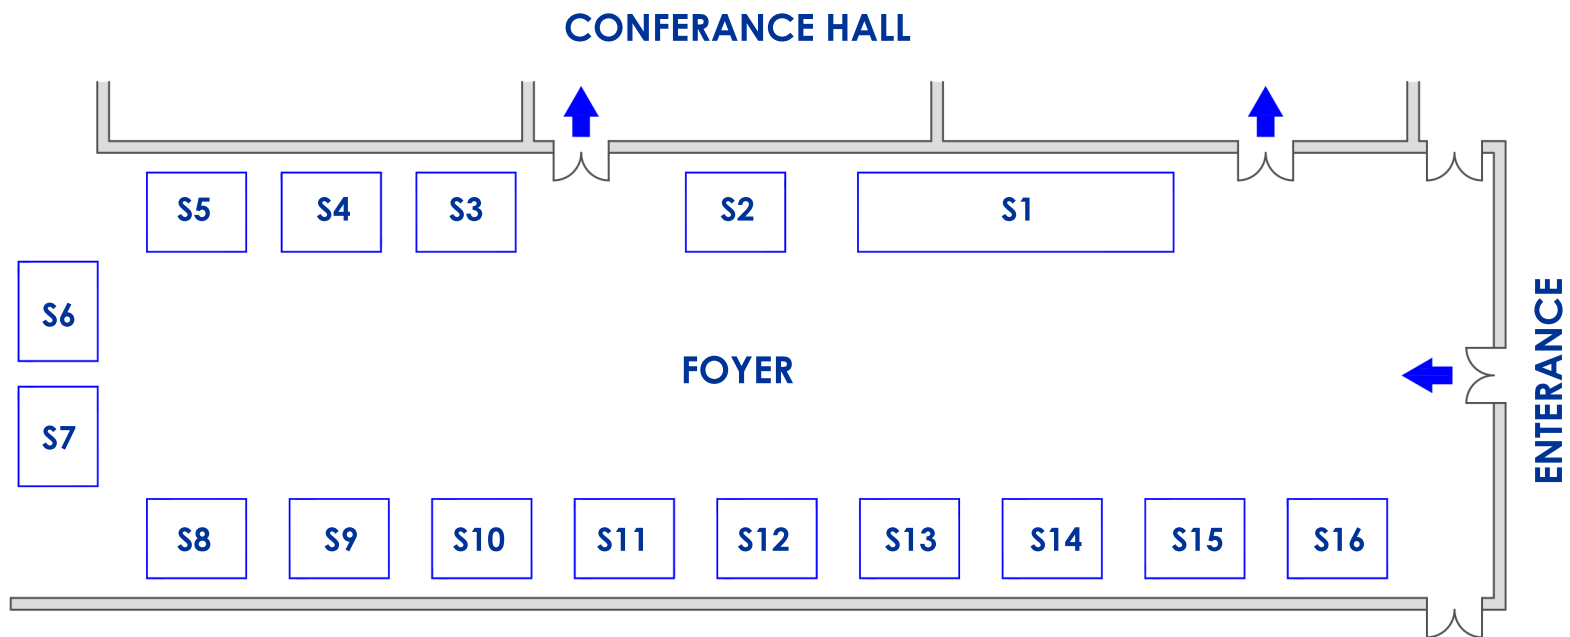 CONFERANCE HALL
S5 S4 S3 S2 S1
S6
FOYER
ENTERANCE
S7
S8 S9 S10 S11 S12 S13 S14 S15 S16